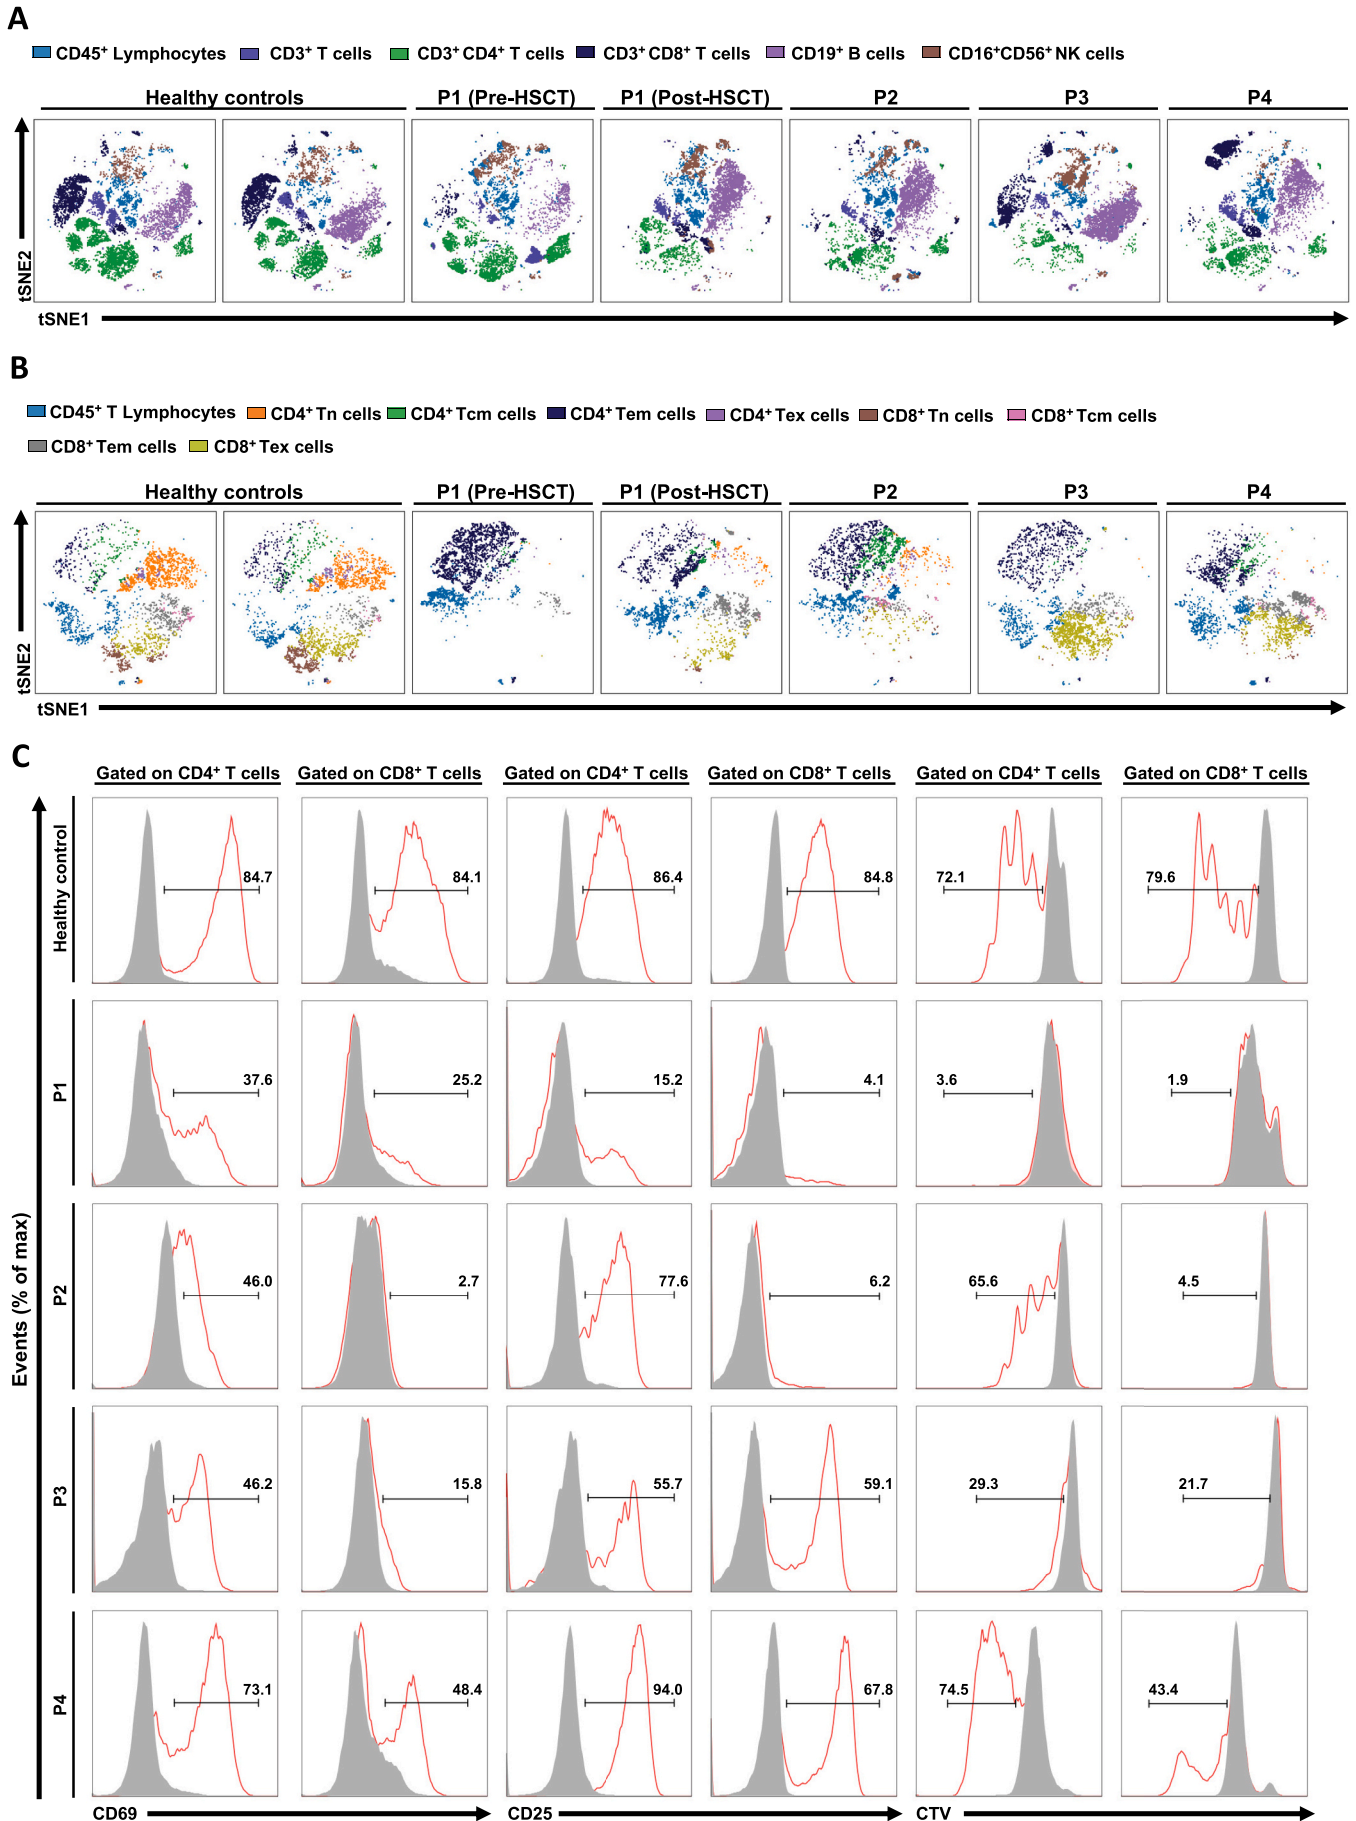 A
CD45+ Lymphocytes CD3+ T cells CD3+ CD4+ T cells CD3+ CD8+ T cells CD19+ B cells CD16+CD56+ NK cells
Healthy controls P1 (Pre-HSCT) P1 (Post-HSCT) P2 P3 P4
tSNE2
tSNE1
B
CD45+ T Lymphocytes CD4+ Tn cells CD4+ Tcm cells CD4+ Tem cells CD4+ Tex cells CD8+ Tn cells CD8+ Tcm cells
CD8+ Tem cells CD8+ Tex cells
Healthy controls P1 (Pre-HSCT) P1 (Post-HSCT) P2 P3 P4
tSNE2
tSNE1
C
Gated on CD4+ T cells Gated on CD8+ T cells Gated on CD4+ T cells Gated on CD8+ T cells Gated on CD4+ T cells Gated on CD8+ T cells
Events (% of max)
Healthy control
84.7 84.1 86.4 84.8 72.1 79.6
P1
37.6 25.2 15.2 4.1 3.6 1.9
P2
46.0 2.7 77.6 6.2 65.6 4.5
P3
46.2 15.8 55.7 59.1 29.3 21.7
P4
73.1 48.4 94.0 67.8 74.5 43.4
CD69 CD25 CTV